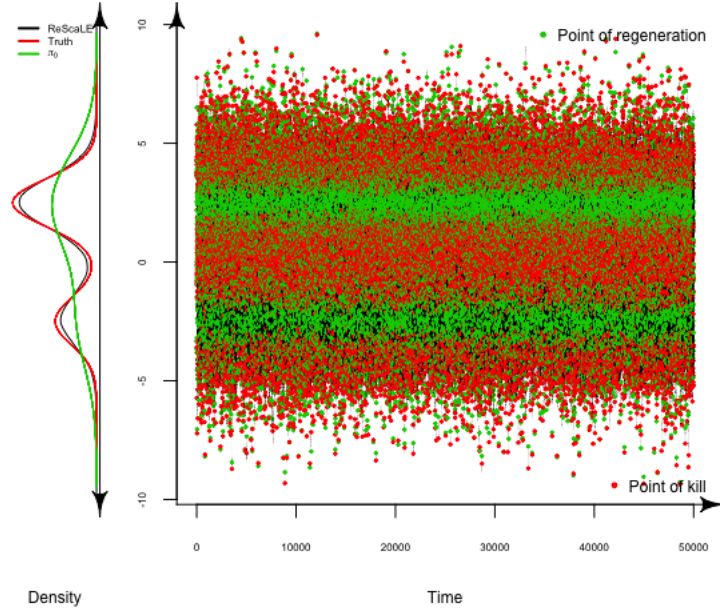 ReScaLE
Truth
π0
Point of regeneration
Point of kill
10
5
0
-5
-10
0
10000
20000
30000
40000
50000
Density
Time